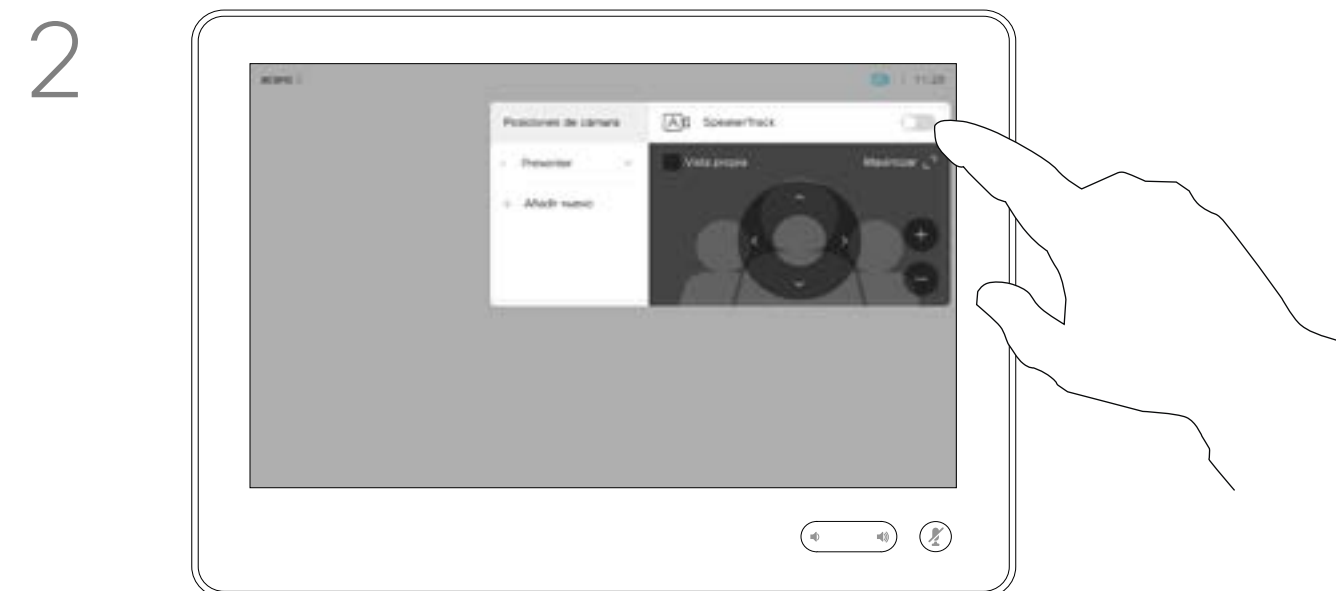 2
11:28
Posiciones de cámara
SpeakerTrack
Presenter
Vista propia
Maximizar
+ Añadir nuevo